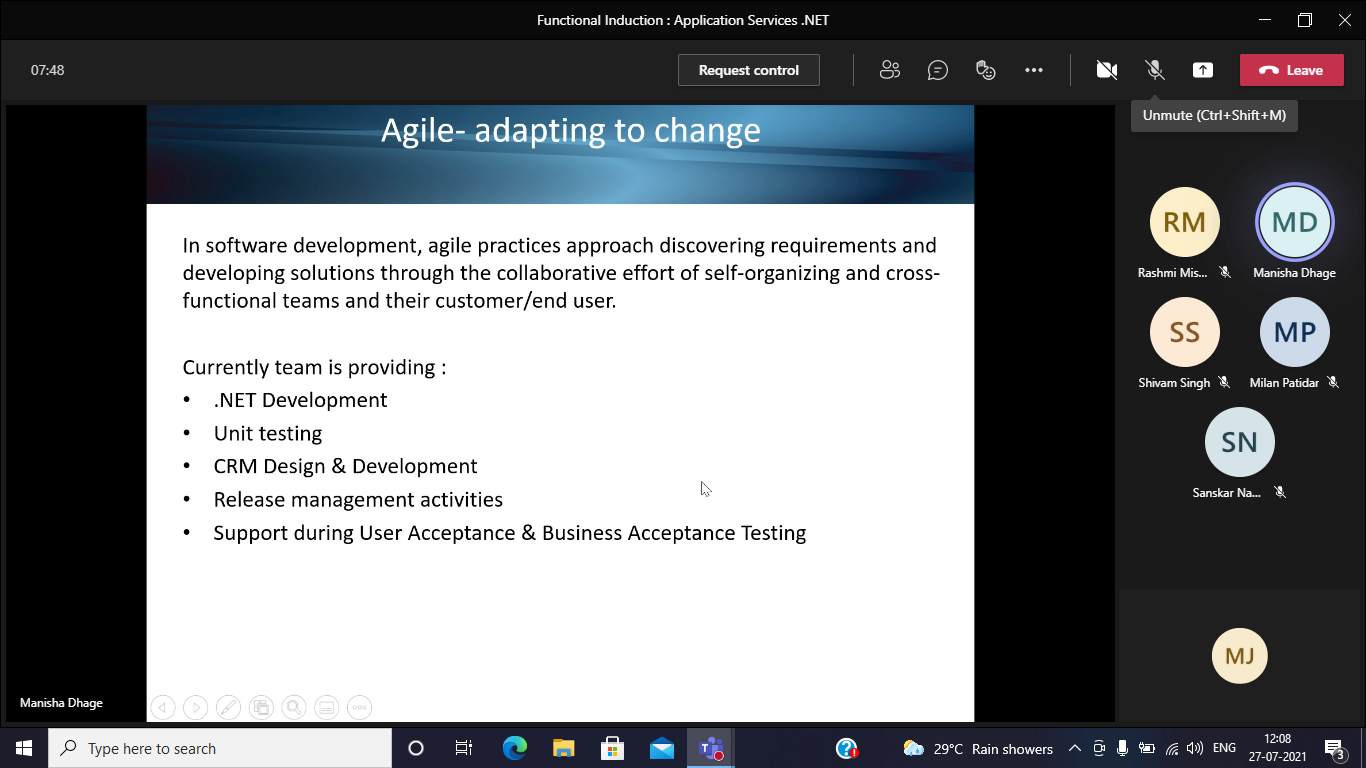 Functional Induction : Application Services .NET
07:48
Request control
Leave
Unmute (Ctrl+Shift+M)
Agile- adapting to change
In software development, agile practices approach discovering requirements and
developing solutions through the collaborative effort of self-organizing and cross-
functional teams and their customer/end user.
Currently team is providing :
• .NET Development
• Unit testing
• CRM Design & Development
• Release management activities
• Support during User Acceptance & Business Acceptance Testing
Manisha Dhage
RM
MD
Rashmi Mis...
Manisha Dhage
SS
MP
Shivam Singh
Milan Patidar
SN
Sanskar Na...
MJ
Type here to search
29°C Rain showers
ENG
12:08
27-07-2021
3